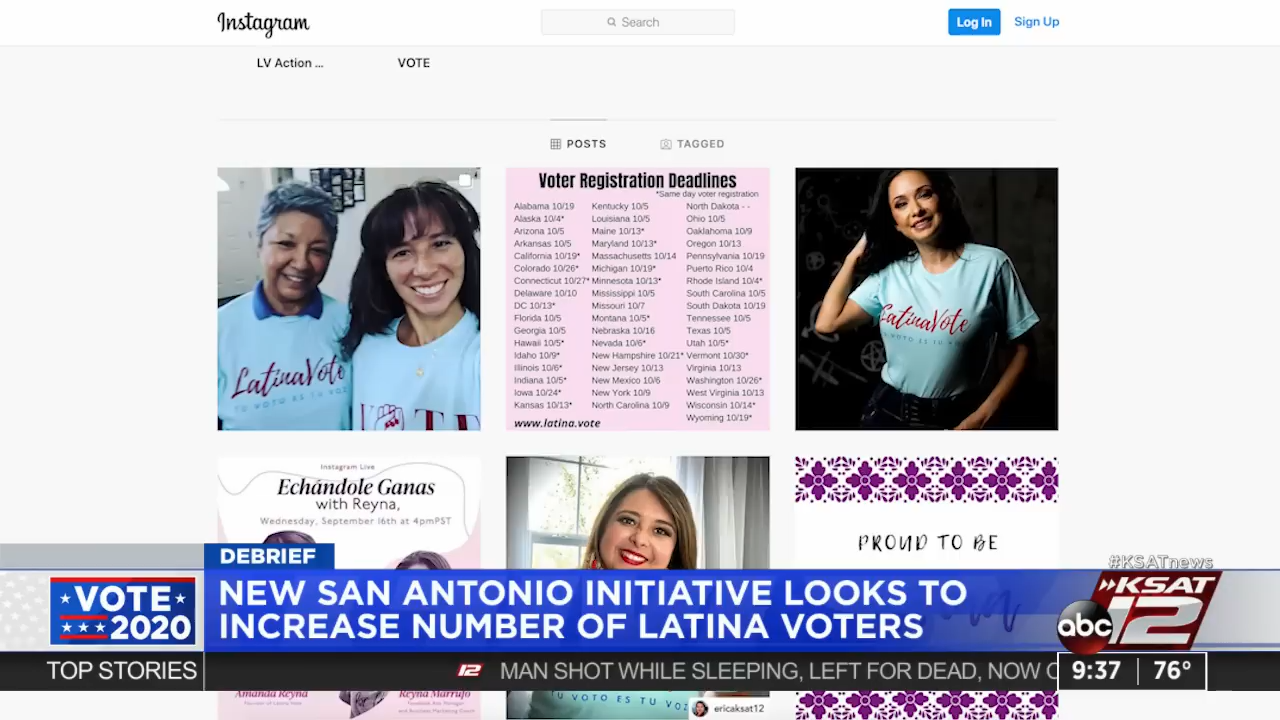 Instagram
Search
Log In
Sign Up
LV Action ...
VOTE
POSTS
TAGGED
LatinaVote
TU VOTO ES TU VOZ
Voter Registration Deadlines
*Same day voter registration
Alabama 10/19
Alaska 10/4*
Arizona 10/5
Arkansas 10/5
California 10/19*
Colorado 10/26*
Connecticut 10/27*
Delaware 10/10
DC 10/13*
Florida 10/5
Georgia 10/5
Hawaii 10/5*
Idaho 10/9*
Illinois 10/6*
Indiana 10/5*
Iowa 10/24*
Kansas 10/13*
Kentucky 10/5
Louisiana 10/5
Maine 10/13*
Maryland 10/13*
Massachusetts 10/14
Michigan 10/19*
Minnesota 10/13*
Mississippi 10/5
Missouri 10/7
Montana 10/5*
Nebraska 10/16
Nevada 10/6*
New Hampshire 10/21*
New Jersey 10/13
New Mexico 10/6
New York 10/9
North Carolina 10/9
North Dakota - -
Ohio 10/5
Oaklahoma 10/9
Oregon 10/13
Pennsylvania 10/19
Puerto Rico 10/4
Rhode Island 10/4*
South Carolina 10/5
South Dakota 10/19
Tennessee 10/5
Texas 10/5
Utah 10/5*
Vermont 10/30*
Virginia 10/13
Washington 10/26*
West Virginia 10/13
Wisconsin 10/14*
Wyoming 10/19*
www.latina.vote
LatinaVote
Instagram Live
Echándole Ganas
with Reyna,
Wednesday, September 16th at 4pmPST
Amanda Reyna
Founder of Latina Vote
Reyna Marrufo
TU VOTO ES TU VOZ
PROUD TO BE
DEBRIEF
VOTE
2020
NEW SAN ANTONIO INITIATIVE LOOKS TO
INCREASE NUMBER OF LATINA VOTERS
#KSATnews
KSAT
12
abc
TOP STORIES
12
MAN SHOT WHILE SLEEPING, LEFT FOR DEAD, NOW
9:37
76°
ericaksat12